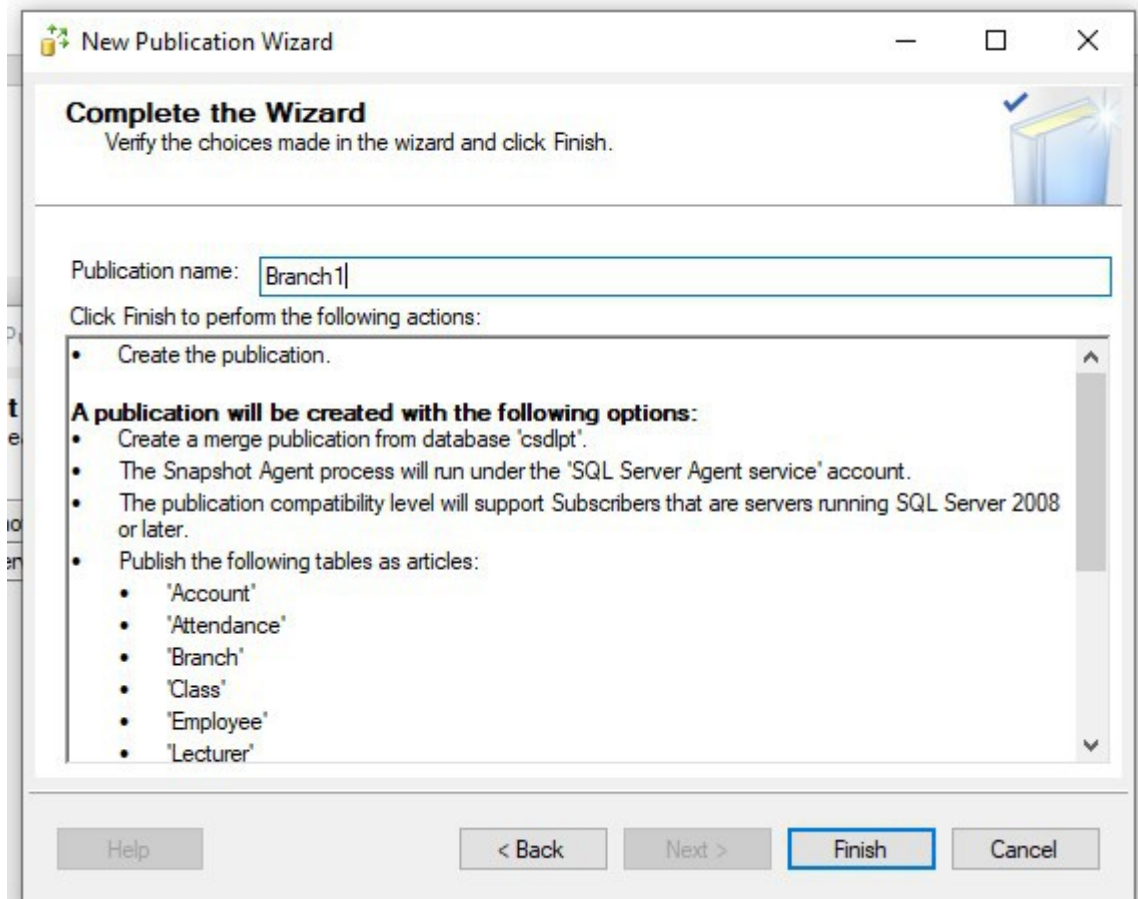 New Publication Wizard
Complete the Wizard
Verify the choices made in the wizard and click Finish.
Publication name: Branch1
Click Finish to perform the following actions:
• Create the publication.
A publication will be created with the following options:
• Create a merge publication from database 'csdlpt'.
• The Snapshot Agent process will run under the 'SQL Server Agent service' account.
• The publication compatibility level will support Subscribers that are servers running SQL Server 2008
or later.
• Publish the following tables as articles:
• 'Account'
• 'Attendance'
• 'Branch'
• 'Class'
• 'Employee'
• 'Lecturer'
Help < Back Next > Finish Cancel